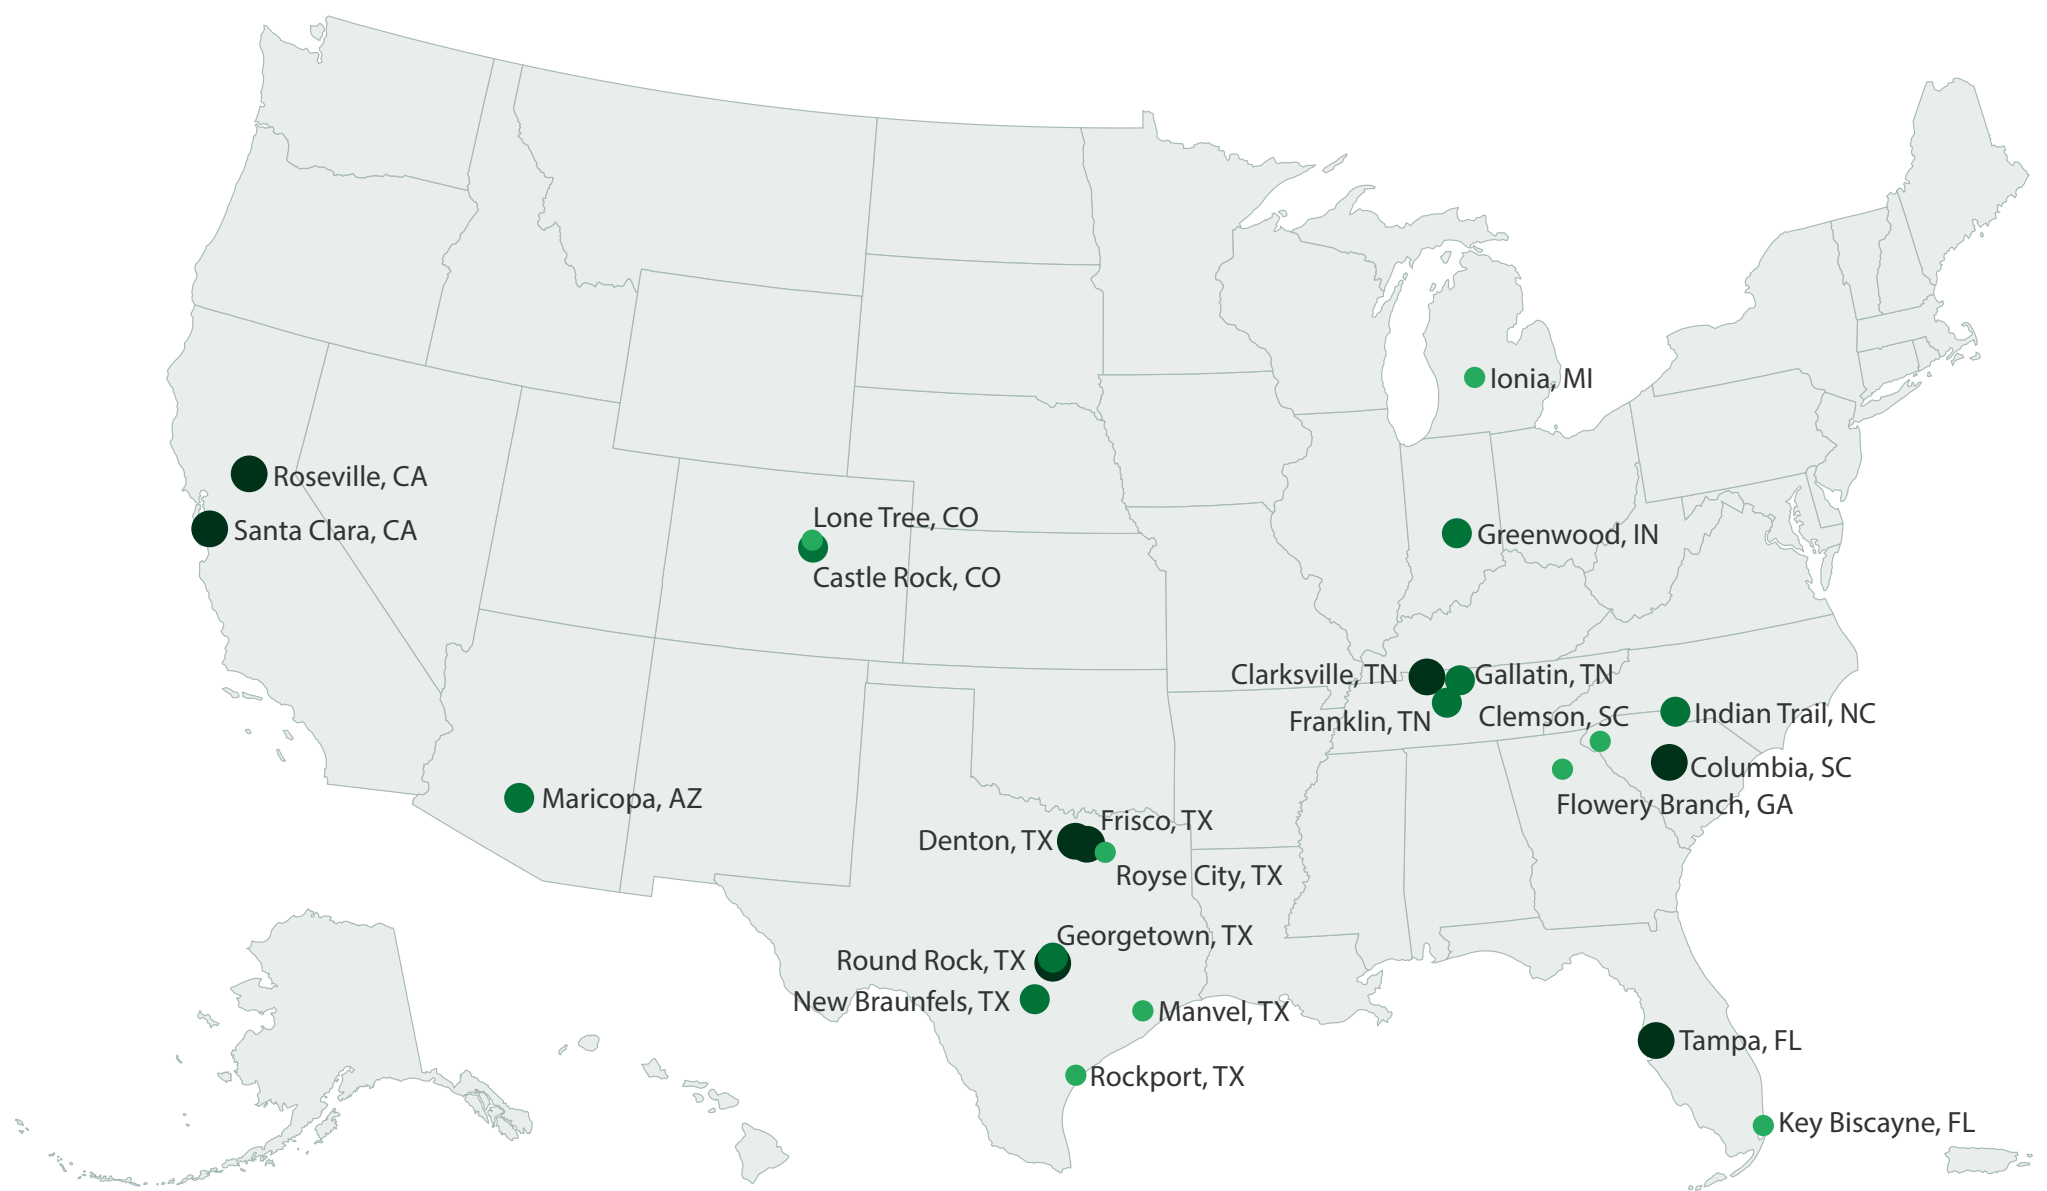 Ionia, MI
Roseville, CA
Lone Tree, CO
Santa Clara, CA
Greenwood, IN
Castle Rock, CO
Clarksville, TN
Gallatin, TN
Indian Trail, NC
Clemson, SC
Franklin, TN
Columbia, SC
Maricopa, AZ
Flowery Branch, GA
Frisco, TX
Denton, TX
Royse City, TX
Georgetown, TX
Round Rock, TX
New Braunfels, TX
Manvel, TX
Tampa, FL
Rockport, TX
Key Biscayne, FL